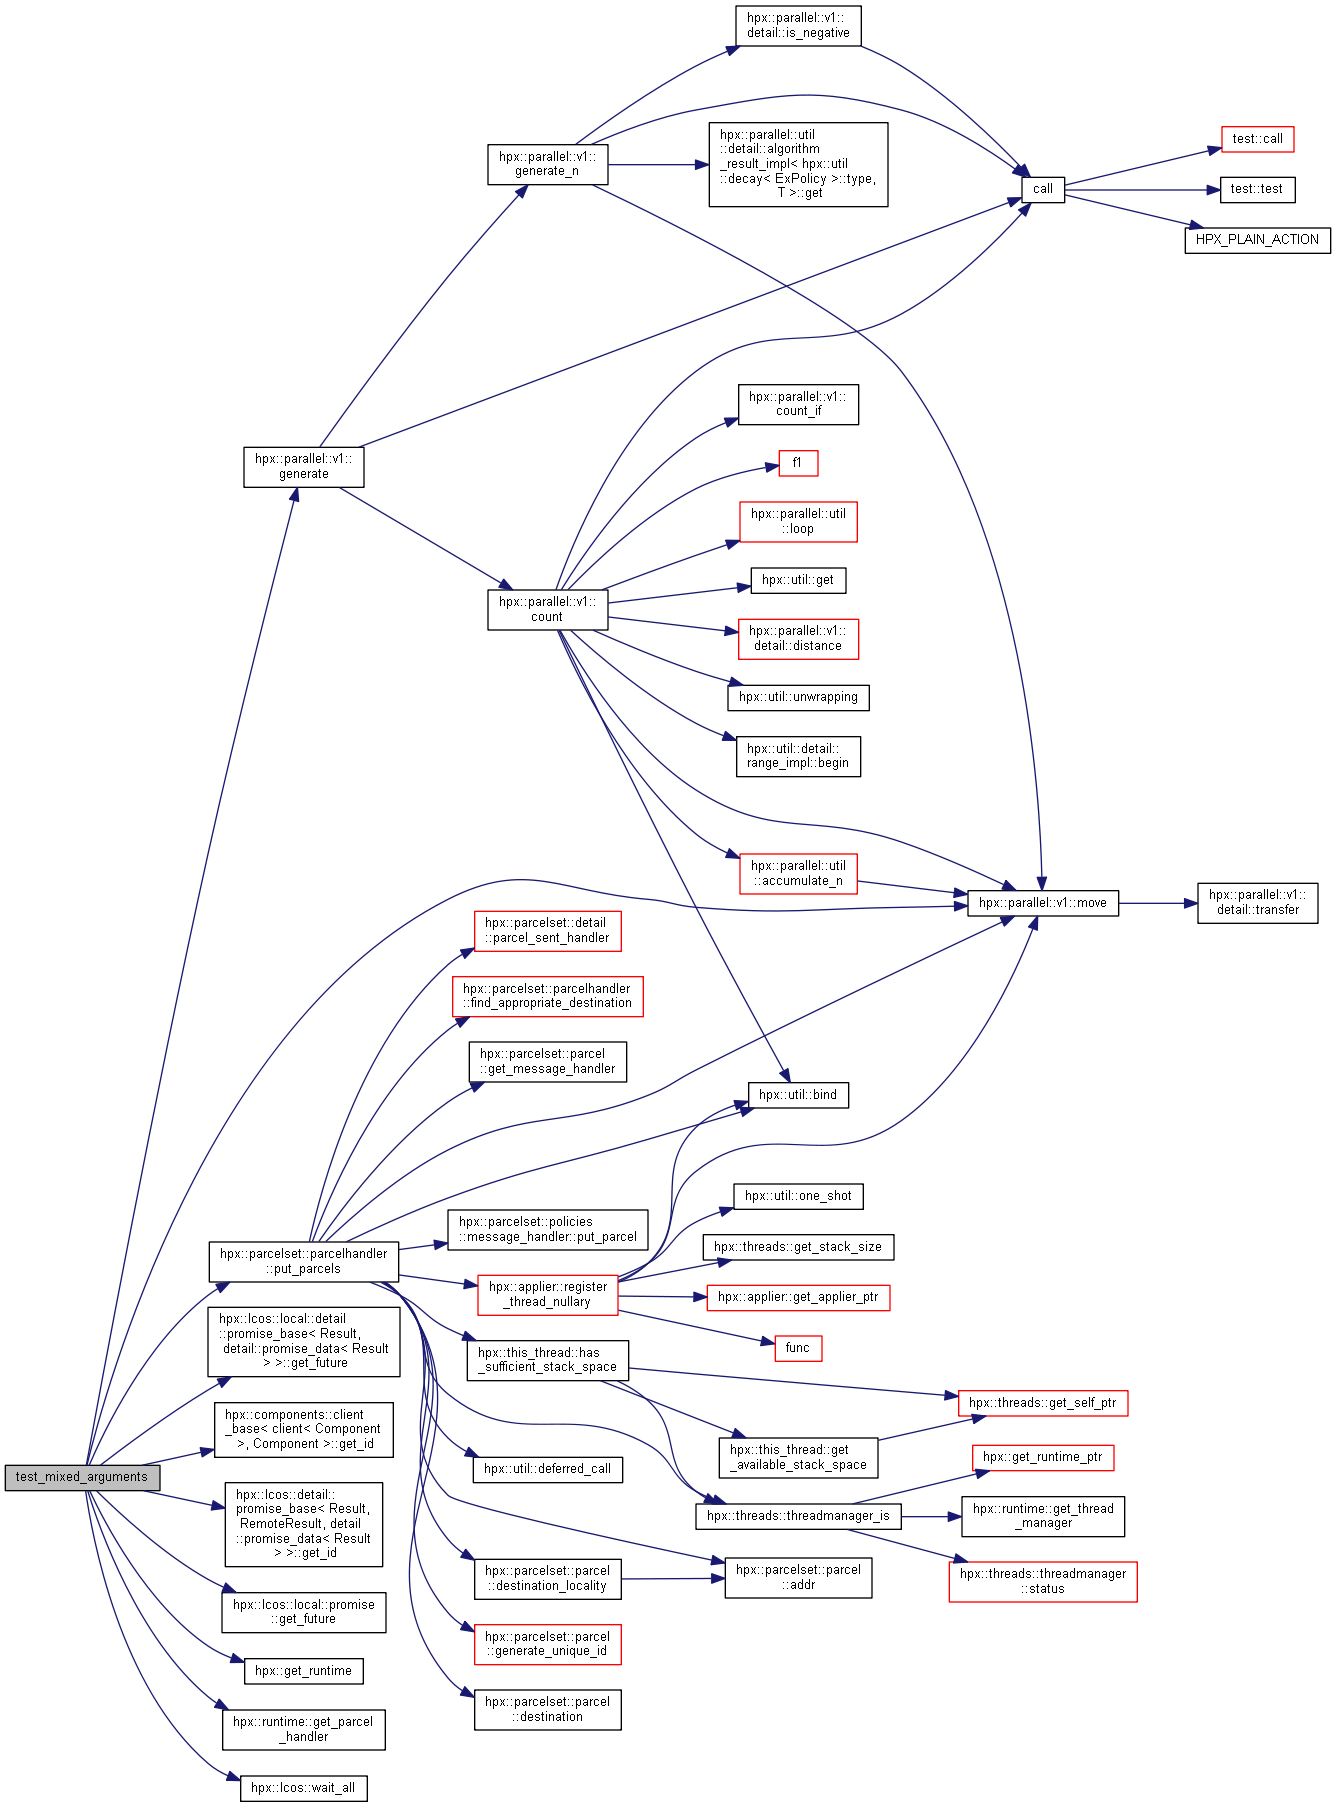 hpx::parallel::v1::
detail::is_negative
hpx::parallel::util
::detail::algorithm
_result_impl< hpx::util
::decay< ExPolicy >::type,
T >::get
hpx::parallel::v1::
generate_n
test::call
call
test::test
HPX_PLAIN_ACTION
hpx::parallel::v1::
count_if
hpx::parallel::v1::
generate
f1
hpx::parallel::util
::loop
hpx::util::get
hpx::parallel::v1::
count
hpx::parallel::v1::
detail::distance
hpx::util::unwrapping
hpx::util::detail::
range_impl::begin
hpx::parallel::util
::accumulate_n
hpx::parallel::v1::move
hpx::parallel::v1::
detail::transfer
hpx::parcelset::detail
::parcel_sent_handler
hpx::parcelset::parcelhandler
::find_appropriate_destination
hpx::parcelset::parcel
::get_message_handler
hpx::util::bind
hpx::util::one_shot
hpx::parcelset::policies
::message_handler::put_parcel
hpx::threads::get_stack_size
hpx::parcelset::parcelhandler
::put_parcels
hpx::applier::register
_thread_nullary
hpx::applier::get_applier_ptr
func
hpx::lcos::local::detail
::promise_base< Result,
detail::promise_data< Result
> >::get_future
hpx::this_thread::has
_sufficient_stack_space
hpx::threads::get_self_ptr
hpx::components::client
_base< client< Component
>, Component >::get_id
hpx::this_thread::get
_available_stack_space
hpx::get_runtime_ptr
test_mixed_arguments
hpx::util::deferred_call
hpx::lcos::detail::
promise_base< Result,
RemoteResult, detail
::promise_data< Result
> >::get_id
hpx::threads::threadmanager_is
hpx::runtime::get_thread
_manager
hpx::parcelset::parcel
::destination_locality
hpx::parcelset::parcel
::addr
hpx::threads::threadmanager
::status
hpx::lcos::local::promise
::get_future
hpx::parcelset::parcel
::generate_unique_id
hpx::get_runtime
hpx::parcelset::parcel
::destination
hpx::runtime::get_parcel
_handler
hpx::lcos::wait_all